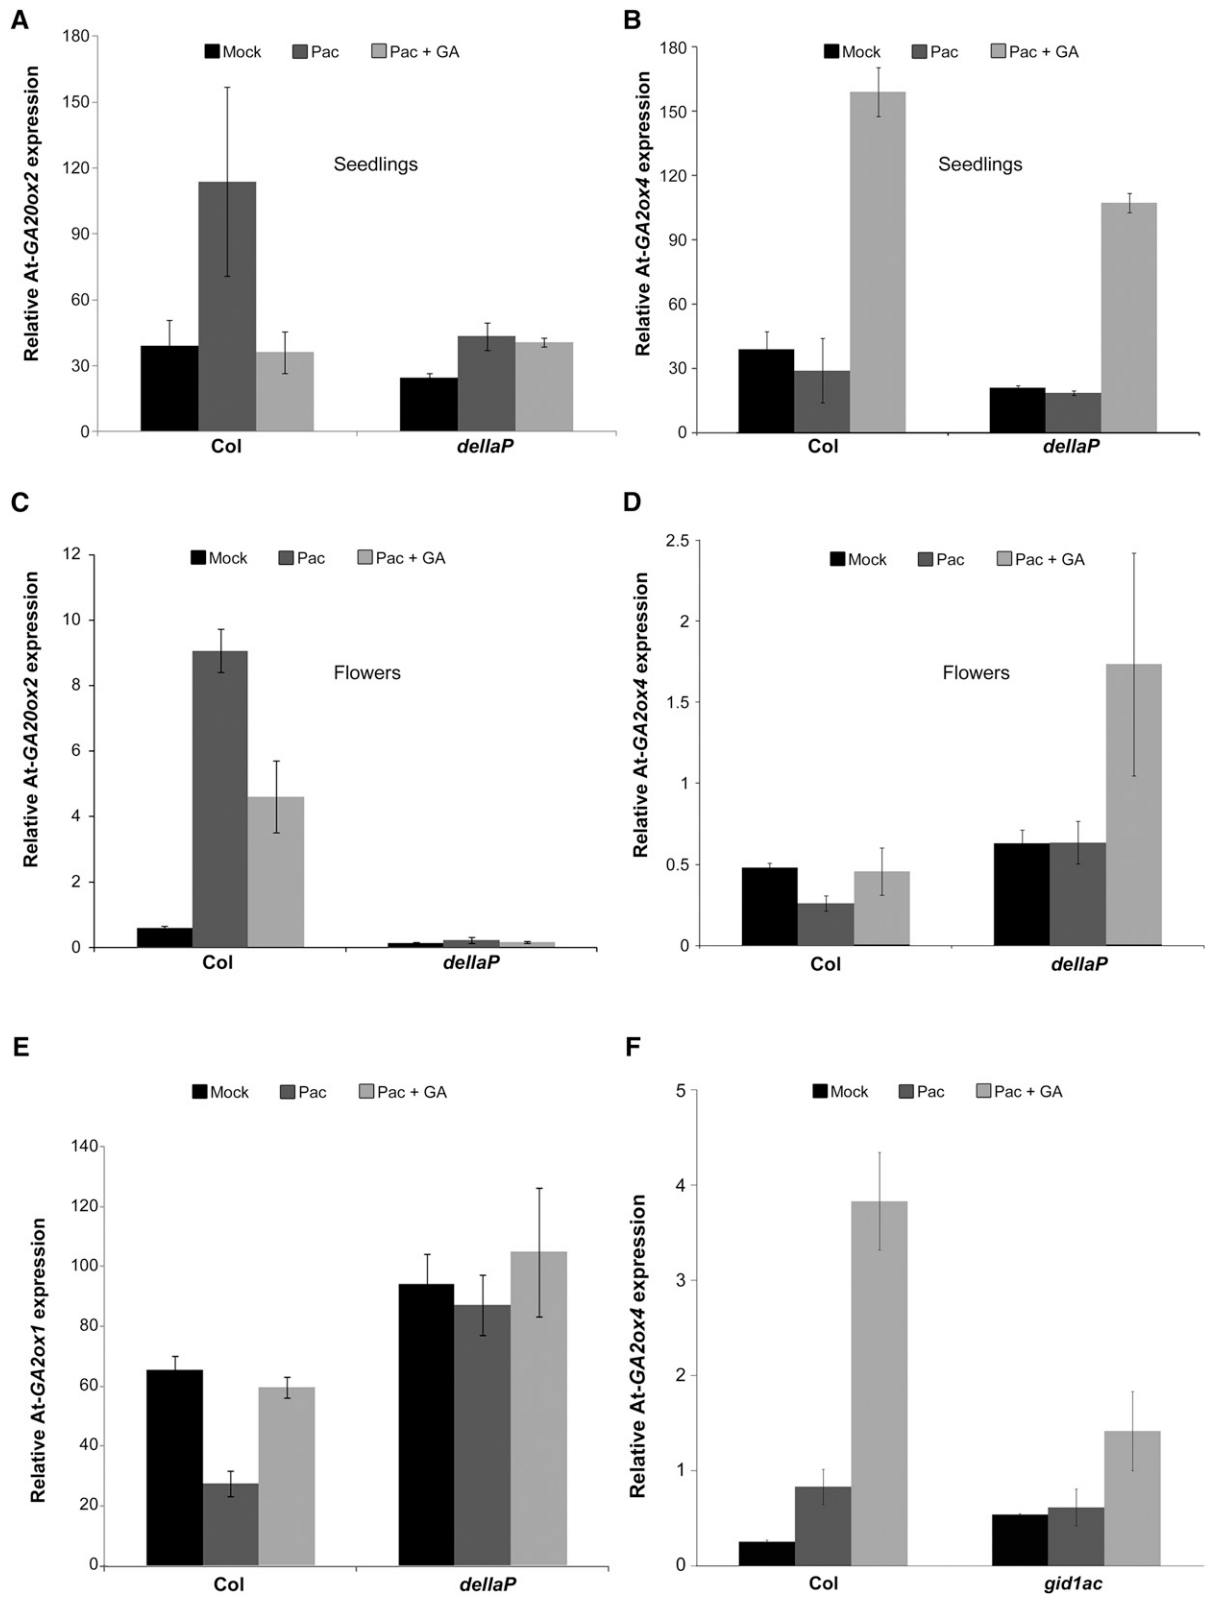 A
Relative At-GA20ox2 expression
Mock Pac Pac + GA
Seedlings
180
150
120
90
60
30
0
Col dellaP
B
Relative At-GA2ox4 expression
Mock Pac Pac + GA
Seedlings
180
150
120
90
60
30
0
Col dellaP
C
Relative At-GA20ox2 expression
Mock Pac Pac + GA
Flowers
12
10
8
6
4
2
0
Col dellaP
D
Relative At-GA2ox4 expression
Mock Pac Pac + GA
Flowers
2.5
2
1.5
1
0.5
0
Col dellaP
E
Relative At-GA2ox1 expression
Mock Pac Pac + GA
140
120
100
80
60
40
20
0
Col dellaP
F
Relative At-GA2ox4 expression
Mock Pac Pac + GA
5
4
3
2
1
0
Col gid1ac